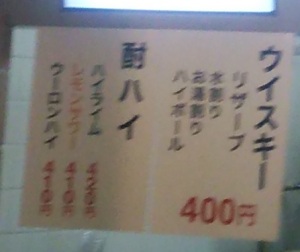 ウイスキー
リザーブ
水割り
お湯割り
ハイボール
400円
酎ハイ
ハイライム 420円
レモンサワー 410円
ウーロンハイ 410円